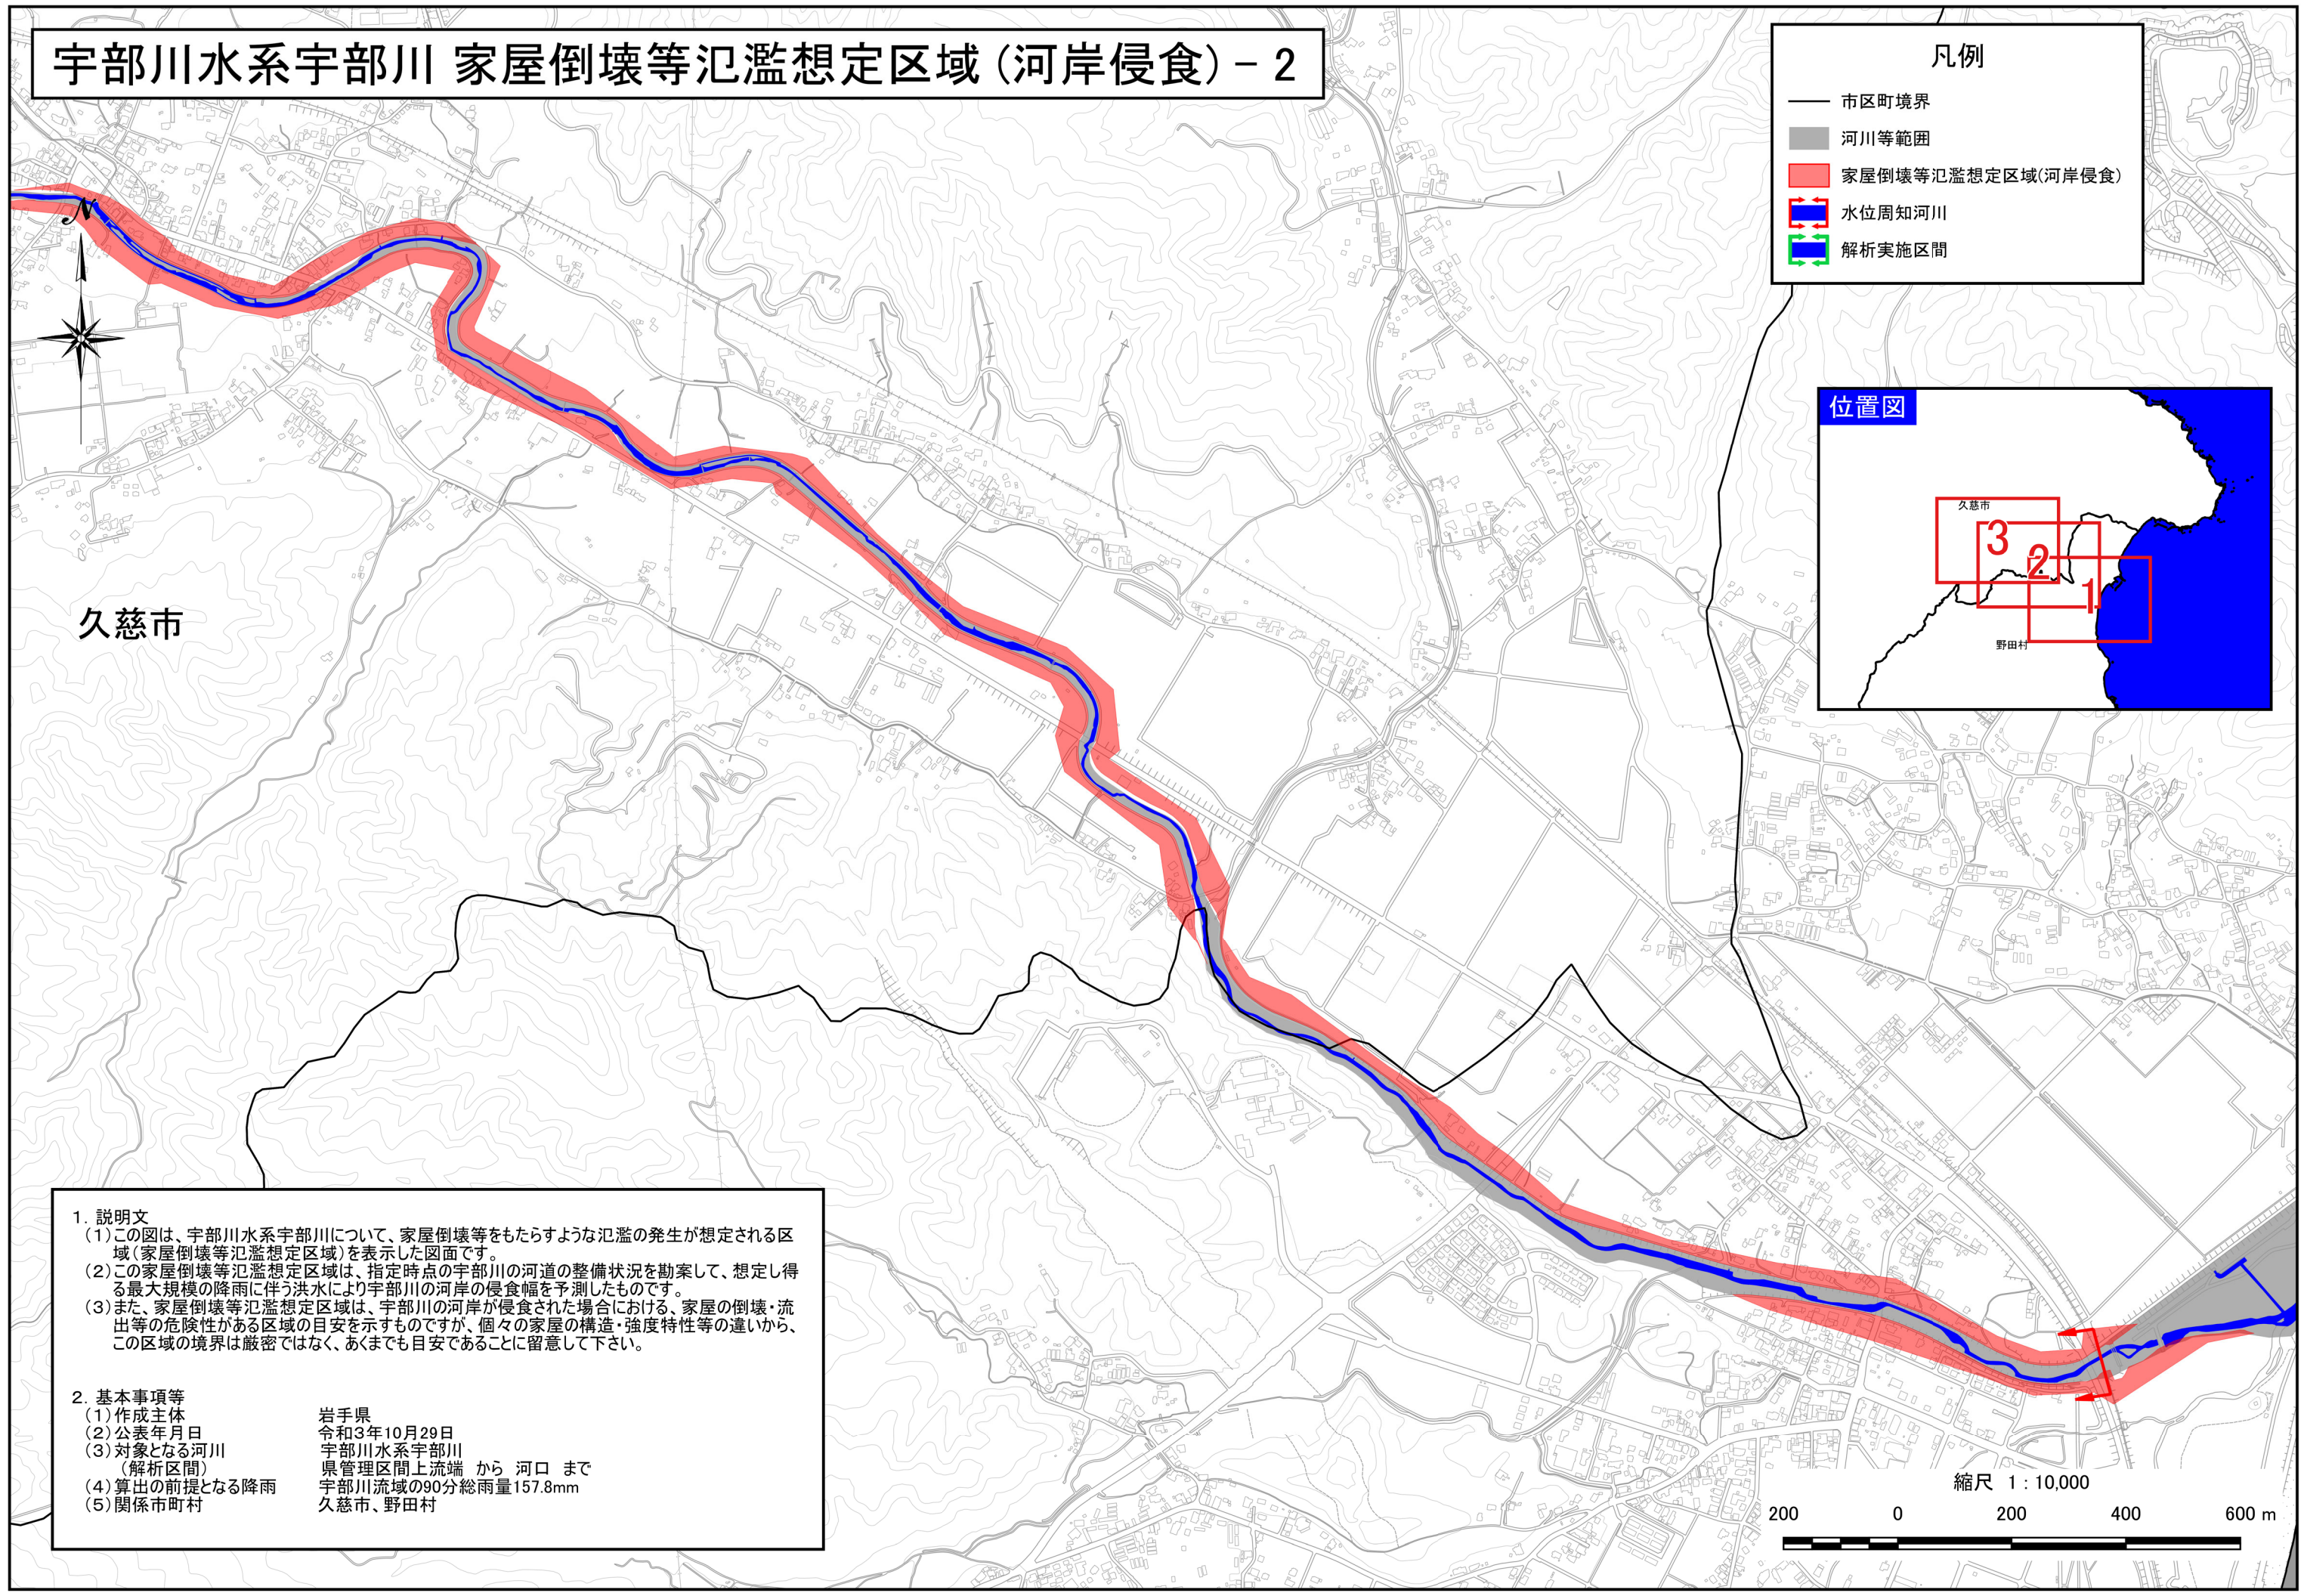 宇部川水系宇部川 家屋倒壊等氾濫想定区域(河岸侵食)－2
凡例
市区町境界
河川等範囲
家屋倒壊等氾濫想定区域(河岸侵食)
水位周知河川
解析実施区間
N
位置図
久慈市
3
2
1
野田村
久慈市
1. 説明文
(1)この図は、宇部川水系宇部川について、家屋倒壊等をもたらすような氾濫の発生が想定される区
域(家屋倒壊等氾濫想定区域)を表示した図面です。
(2)この家屋倒壊等氾濫想定区域は、指定時点の宇部川の河道の整備状況を勘案して、想定し得
る最大規模の降雨に伴う洪水により宇部川の河岸の侵食幅を予測したものです。
(3)また、家屋倒壊等氾濫想定区域は、宇部川の河岸が侵食された場合における、家屋の倒壊・流
出等の危険性がある区域の目安を示すものですが、個々の家屋の構造・強度特性等の違いから、
この区域の境界は厳密ではなく、あくまでも目安であることに留意して下さい。
2. 基本事項等
(1)作成主体 岩手県
(2)公表年月日 令和3年10月29日
(3)対象となる河川 宇部川水系宇部川
(解析区間) 県管理区間上流端 から 河口 まで
(4)算出の前提となる降雨 宇部川流域の90分総雨量157.8mm
(5)関係市町村 久慈市、野田村
縮尺 1:10,000
200 0 200 400 600 m